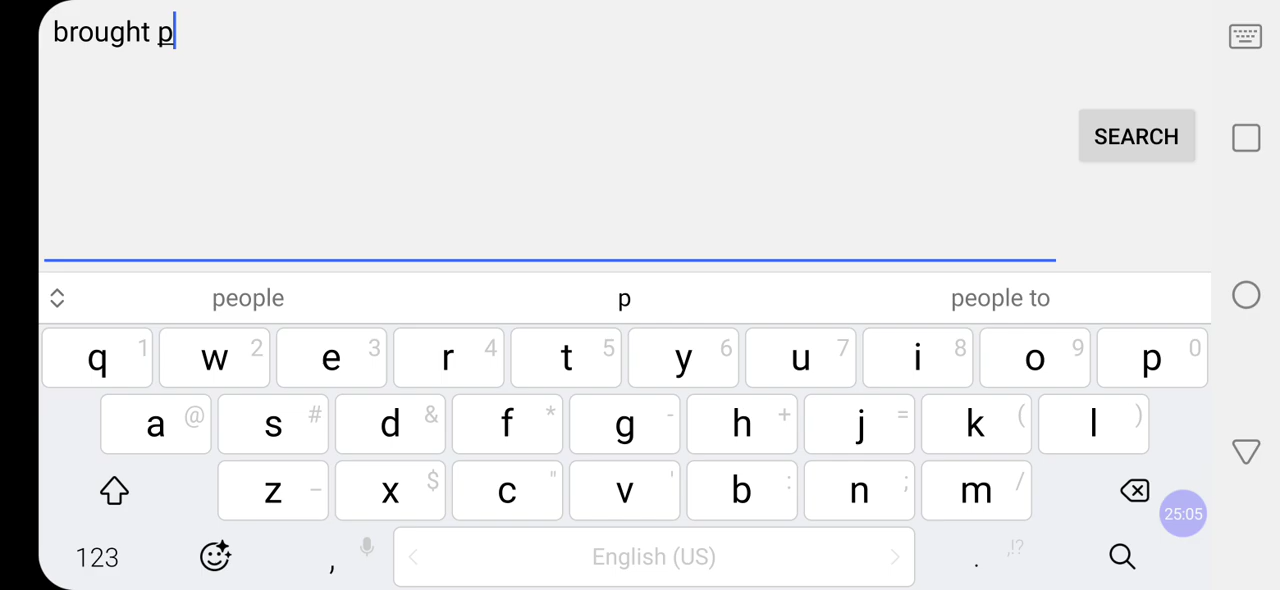 brought p
SEARCH
people p people to
q 1 w 2 e 3 r 4 t 5 y 6 u 7 i 8 o 9 p 0
a @ s # d & f * g - h + j = k ( l )
z _ x $ c " v ' b : n ; m /
25:05
123 , English (US) . ,!?